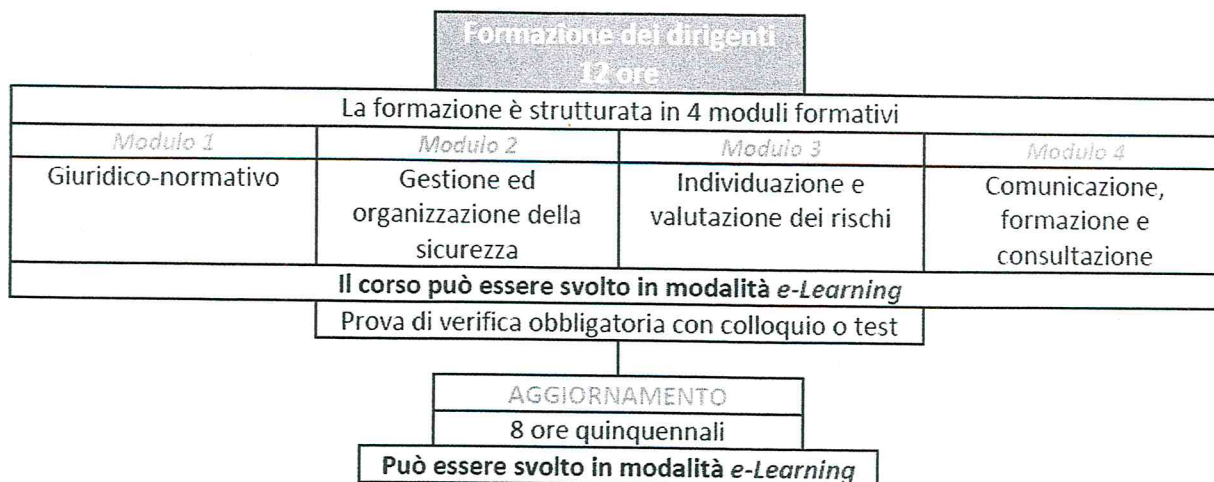 Formazione dei dirigenti
12 ore
La formazione è strutturata in 4 moduli formativi
Modulo 1
Modulo 2
Modulo 3
Modulo 4
Giuridico-normativo
Gestione ed
organizzazione della
sicurezza
Individuazione e
valutazione dei rischi
Comunicazione,
formazione e
consultazione
Il corso può essere svolto in modalità e-Learning
Prova di verifica obbligatoria con colloquio o test
AGGIORNAMENTO
8 ore quinquennali
Può essere svolto in modalità e-Learning